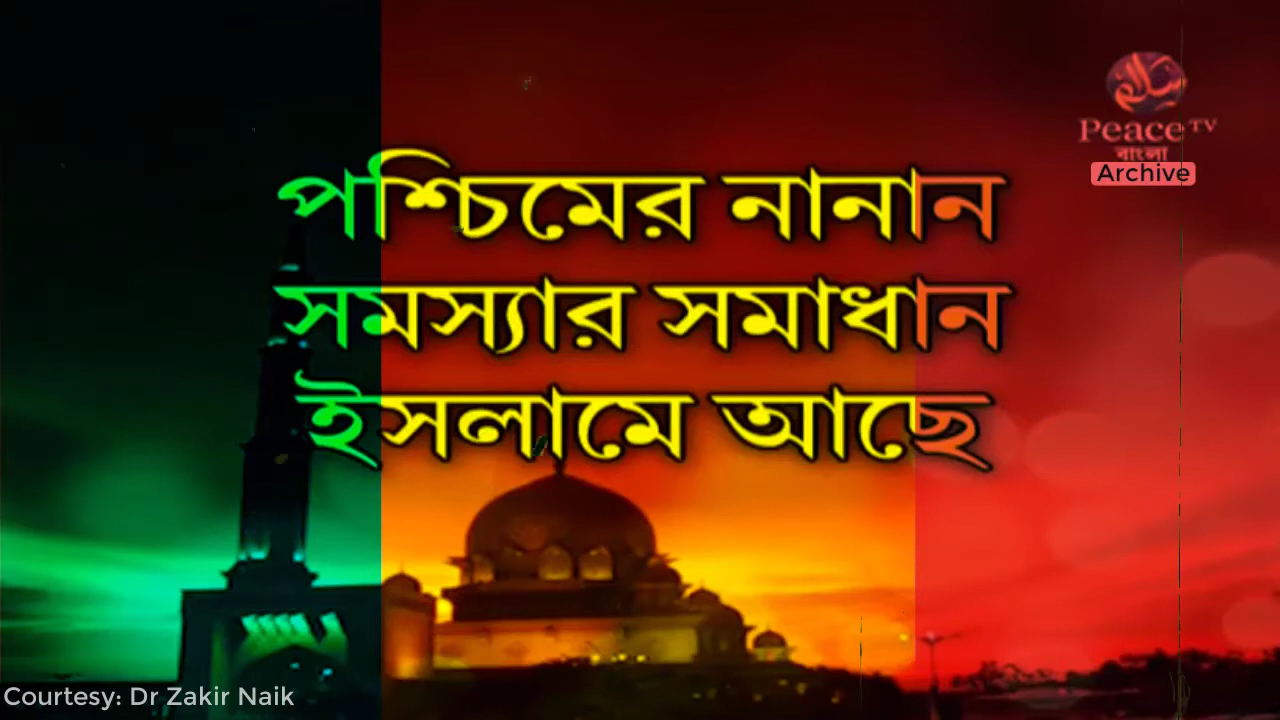 পশ্চিমের নানান
সমস্যার সমাধান
ইসলামে আছে
Peace TV
বাংলা
Archive
Courtesy: Dr Zakir Naik